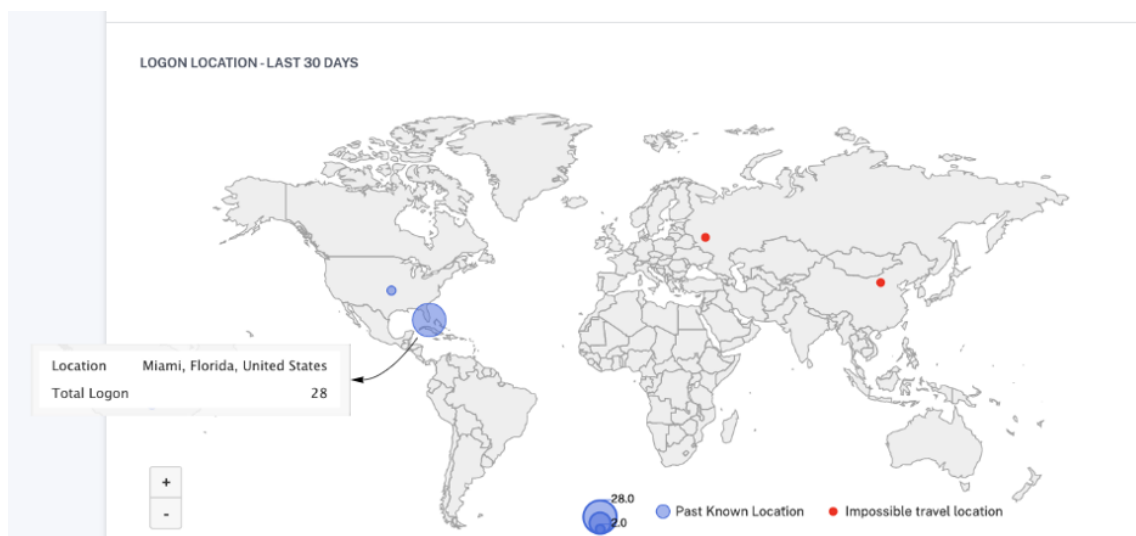 LOGON LOCATION - LAST 30 DAYS
Location Miami, Florida, United States
Total Logon 28
+
-
28.0
2.0
Past Known Location
Impossible travel location